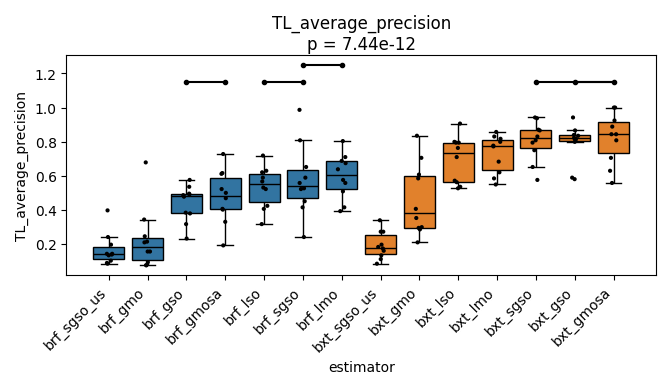 TL_average_precision
p = 7.44e-12
TL_average_precision
1.2
1.0
0.8
0.6
0.4
0.2
brf_sgso_us
brf_gmo
brf_gso
brf_gmosa
brf_lso
brf_sgso
brf_lmo
bxt_sgso_us
bxt_gmo
bxt_lso
bxt_lmo
bxt_sgso
bxt_gso
bxt_gmosa
estimator